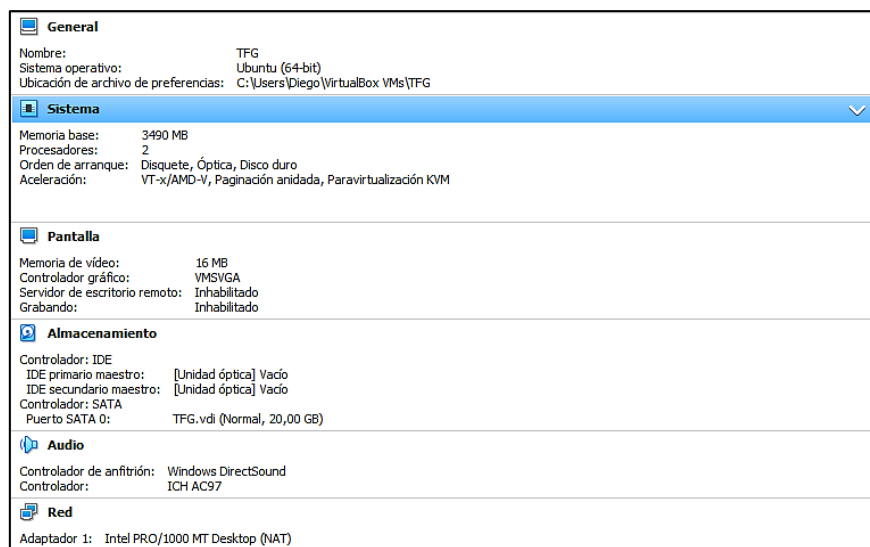 General
Nombre: TFG
Sistema operativo: Ubuntu (64-bit)
Ubicación de archivo de preferencias: C:\Users\Diego\VirtualBox VMs\TFG
Sistema
Memoria base: 3490 MB
Procesadores: 2
Orden de arranque: Disquete, Óptica, Disco duro
Aceleración: VT-x/AMD-V, Paginación anidada, Paravirtualización KVM
Pantalla
Memoria de vídeo: 16 MB
Controlador gráfico: VMSVGA
Servidor de escritorio remoto: Inhabilitado
Grabando: Inhabilitado
Almacenamiento
Controlador: IDE
IDE primario maestro: [Unidad óptica] Vacío
IDE secundario maestro: [Unidad óptica] Vacío
Controlador: SATA
Puerto SATA 0: TFG.vdi (Normal, 20,00 GB)
Audio
Controlador de anfitrión: Windows DirectSound
Controlador: ICH AC97
Red
Adaptador 1: Intel PRO/1000 MT Desktop (NAT)